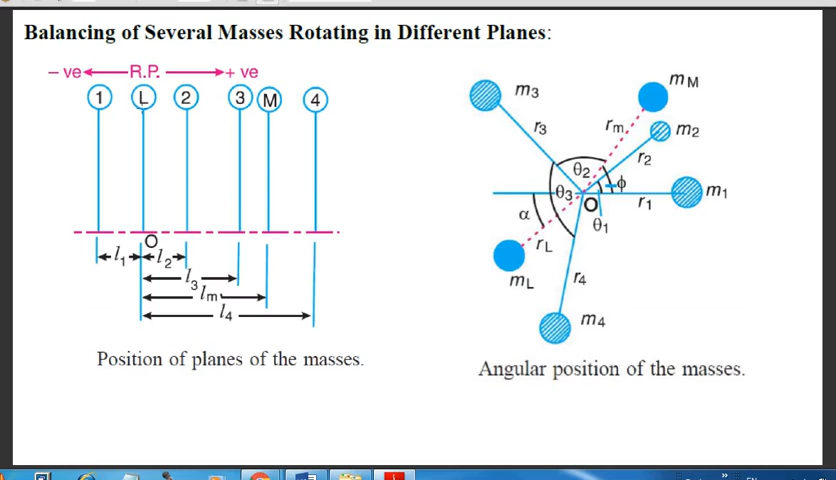 Balancing of Several Masses Rotating in Different Planes:
– ve R.P. + ve
1 L 2 3 M 4
O
l1 l2
l3
lm
l4
Position of planes of the masses.
m3 mM
r3 rm m2
θ2 r2
θ3 ϕ m1
O r1
α θ1
rL
mL r4
m4
Angular position of the masses.